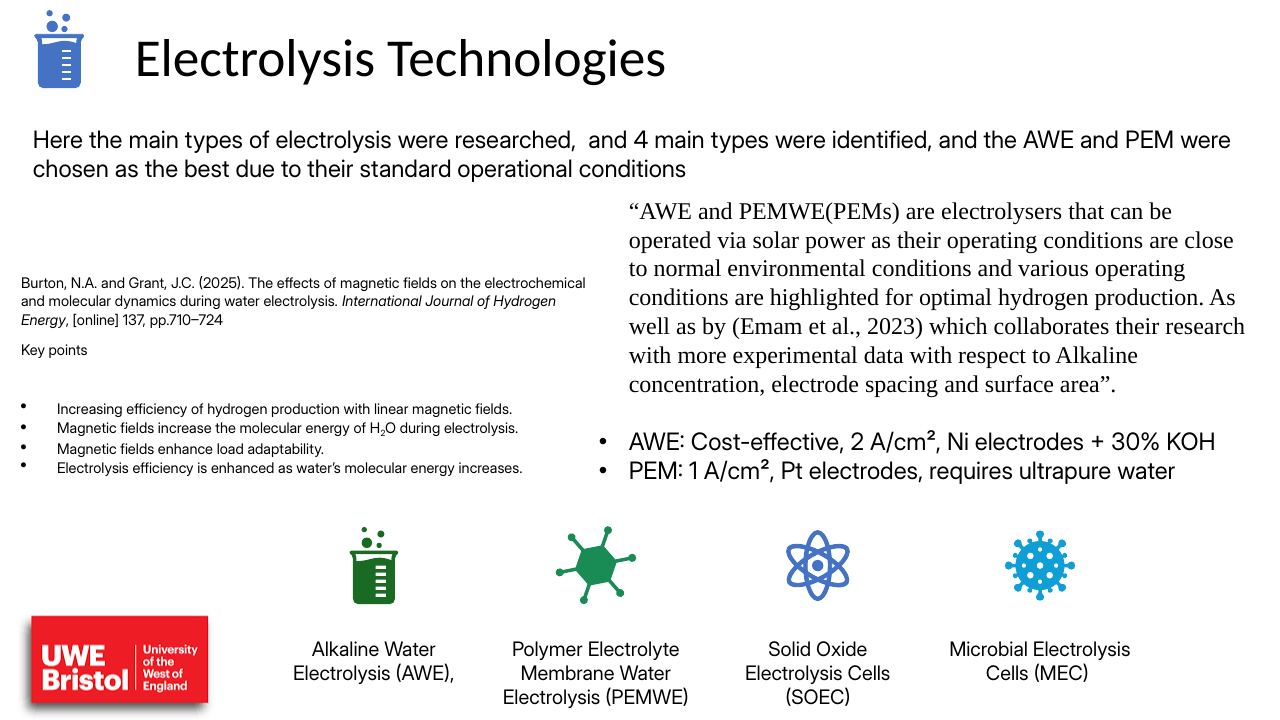 Electrolysis Technologies
Here the main types of electrolysis were researched,  and 4 main types were identified, and the AWE and PEM were
chosen as the best due to their standard operational conditions
Burton, N.A. and Grant, J.C. (2025). The effects of magnetic fields on the electrochemical
and molecular dynamics during water electrolysis. International Journal of Hydrogen
Energy, [online] 137, pp.710–724
Key points
• Increasing efficiency of hydrogen production with linear magnetic fields.
• Magnetic fields increase the molecular energy of H₂O during electrolysis.
• Magnetic fields enhance load adaptability.
• Electrolysis efficiency is enhanced as water’s molecular energy increases.
“AWE and PEMWE(PEMs) are electrolysers that can be
operated via solar power as their operating conditions are close
to normal environmental conditions and various operating
conditions are highlighted for optimal hydrogen production. As
well as by (Emam et al., 2023) which collaborates their research
with more experimental data with respect to Alkaline
concentration, electrode spacing and surface area”.
• AWE: Cost-effective, 2 A/cm², Ni electrodes + 30% KOH
• PEM: 1 A/cm², Pt electrodes, requires ultrapure water
Alkaline Water
Electrolysis (AWE),
Polymer Electrolyte
Membrane Water
Electrolysis (PEMWE)
Solid Oxide
Electrolysis Cells
(SOEC)
Microbial Electrolysis
Cells (MEC)
UWE
Bristol
University
of the
West of
England